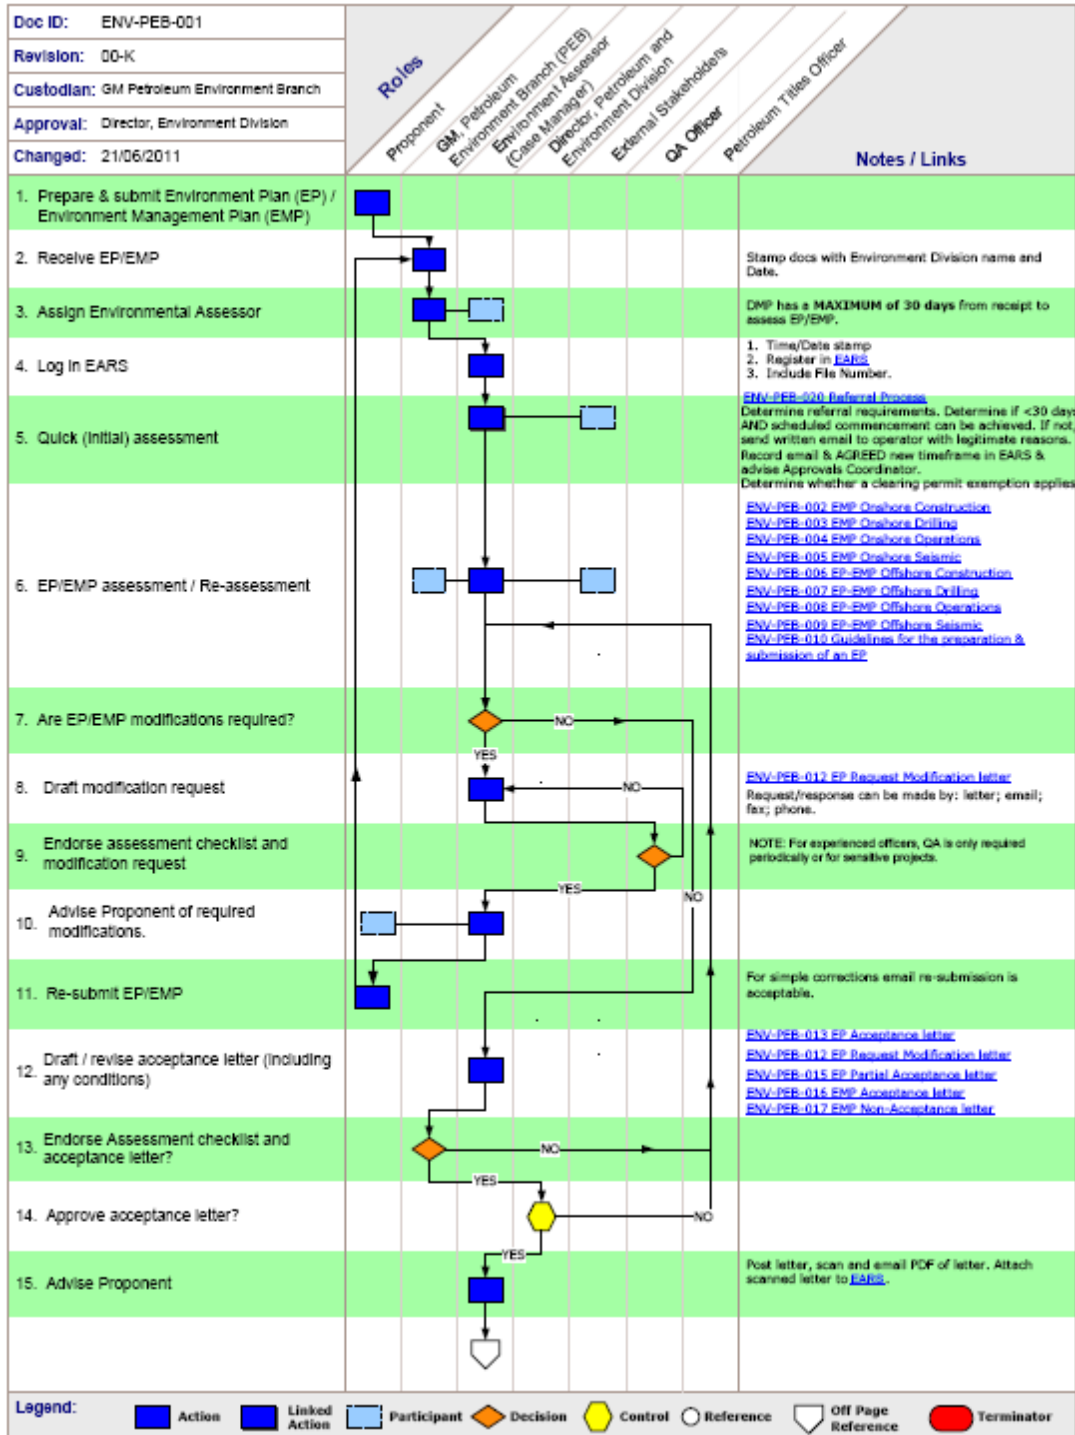 Doc ID: ENV-PEB-001
Revision: 00-K
Custodian: GM Petroleum Environment Branch
Approval: Director, Environment Division
Changed: 21/06/2011
Roles
Proponent
GM, Petroleum
Environment Branch (PEB)
Environment Assessor
(Case Manager)
Director, Petroleum and
Environment Division
External Stakeholders
QA Officer
Petroleum Titles Officer
Notes / Links
1. Prepare & submit Environment Plan (EP) /
Environment Management Plan (EMP)
2. Receive EP/EMP
Stamp docs with Environment Division name and
Date.
3. Assign Environmental Assessor
DMP has a MAXIMUM of 30 days from receipt to
assess EP/EMP.
4. Log in EARS
1. Time/Date stamp
2. Register in EARS
3. Include File Number.
5. Quick (Initial) assessment
ENV-PEB-020 Referral Process
Determine referral requirements. Determine if <30 days
AND scheduled commencement can be achieved. If not,
send written email to operator with legitimate reasons.
Record email & AGREED new timeframe in EARS &
advise Approvals Coordinator.
Determine whether a clearing permit exemption applies
6. EP/EMP assessment / Re-assessment
ENV-PEB-002 EMP Onshore Construction
ENV-PEB-003 EMP Onshore Drilling
ENV-PEB-004 EMP Onshore Operations
ENV-PEB-005 EMP Onshore Seismic
ENV-PEB-006 EP-EMP Offshore Construction
ENV-PEB-007 EP-EMP Offshore Drilling
ENV-PEB-008 EP-EMP Offshore Operations
ENV-PEB-009 EP-EMP Offshore Seismic
ENV-PEB-010 Guidelines for the preparation &
submission of an EP
7. Are EP/EMP modifications required?
NO
YES
8. Draft modification request
NO
ENV-PEB-012 EP Request Modification letter
Request/response can be made by: letter; email;
fax; phone.
9. Endorse assessment checklist and
modification request
NOTE: For experienced officers, QA is only required
periodically or for sensitive projects.
YES
NO
10. Advise Proponent of required
modifications.
11. Re-submit EP/EMP
For simple corrections email re-submission is
acceptable.
12. Draft / revise acceptance letter (including
any conditions)
ENV-PEB-013 EP Acceptance letter
ENV-PEB-012 EP Request Modification letter
ENV-PEB-015 EP Partial Acceptance letter
ENV-PEB-016 EMP Acceptance letter
ENV-PEB-017 EMP Non-Acceptance letter
13. Endorse Assessment checklist and
acceptance letter?
NO
YES
14. Approve acceptance letter?
NO
YES
15. Advise Proponent
Post letter, scan and email PDF of letter. Attach
scanned letter to EARS.
Legend:
Action
Linked
Action
Participant
Decision
Control
Reference
Off Page
Reference
Terminator